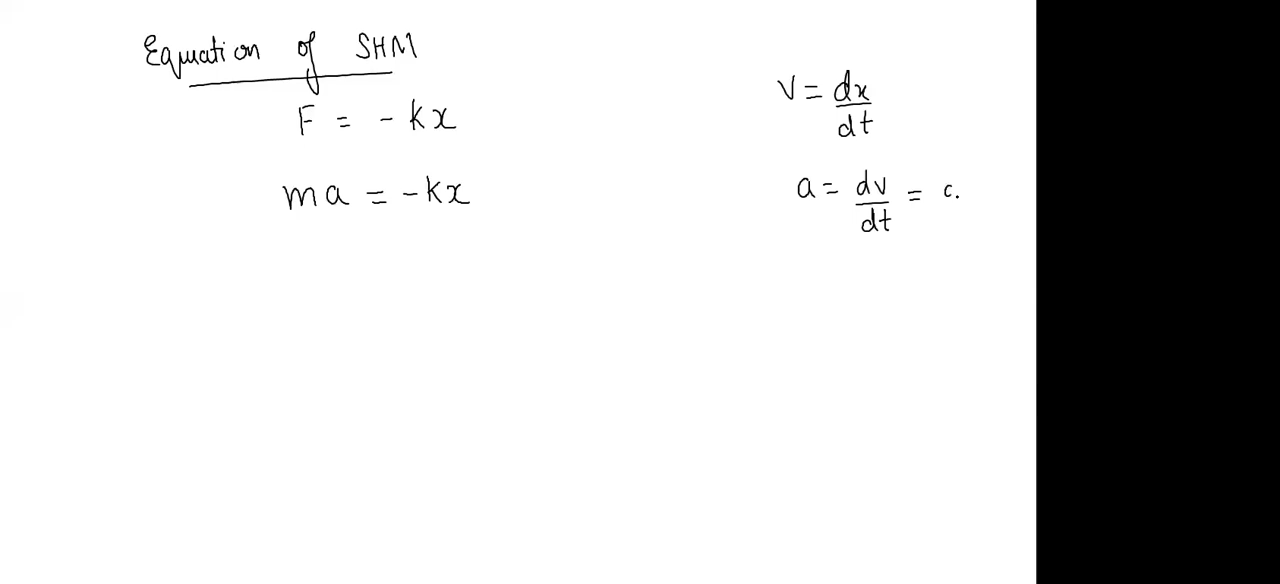 Equation of SHM
F = - kx
ma = -kx
v = dx/dt
a = dv/dt =